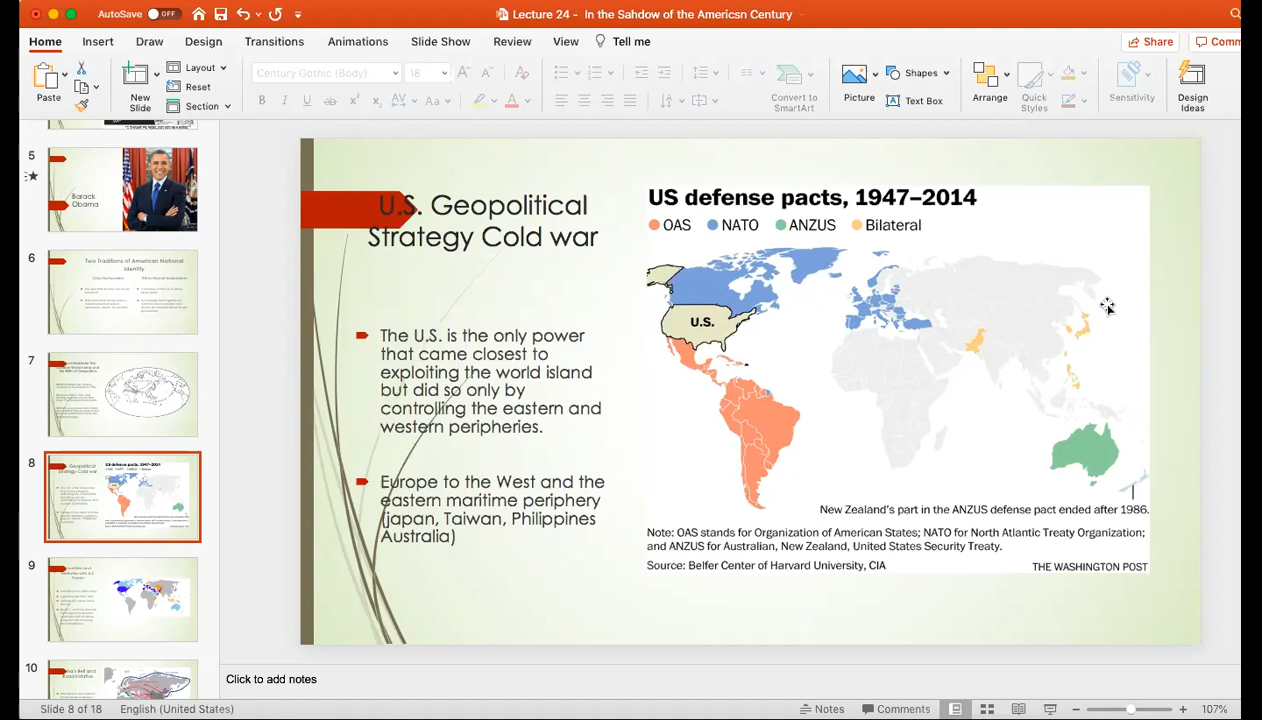 AutoSave OFF
Lecture 24 - In the Sahdow of the Americsn Century
Home Insert Draw Design Transitions Animations Slide Show Review View Tell me
Share Comm
Paste
New
Slide
Layout
Reset
Section
Century Gothic (Body) 18
Convert to
SmartArt
Picture
Shapes
Text Box
Arrange
Quick
Styles
Sensitivity
Design
Ideas
5
Barack
Obama
6
Two Traditions of American National
Identity
7
8
9
10
U.S. Geopolitical
Strategy Cold war
The U.S. is the only power
that came closest to
exploiting the world island
but did so only by
controlling the eastern and
western peripheries.
Europe to the West and the
eastern maritime periphery
(japan, Taiwan, Philippines
Australia)
US defense pacts, 1947–2014
OAS NATO ANZUS Bilateral
U.S.
New Zealand's part in the ANZUS defense pact ended after 1986.
Note: OAS stands for Organization of American States; NATO for North Atlantic Treaty Organization;
and ANZUS for Australian, New Zealand, United States Security Treaty.
Source: Belfer Center of Harvard University, CIA
THE WASHINGTON POST
Click to add notes
Slide 8 of 18 English (United States) Notes Comments 107%